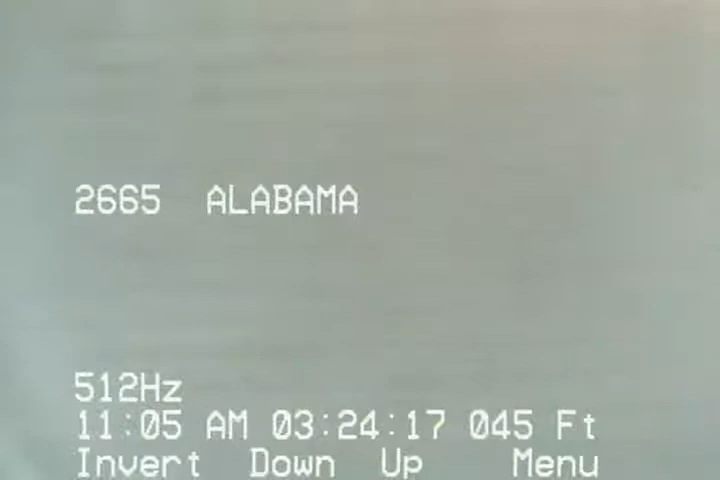 2665 ALABAMA
512Hz
11:05 AM 03:24:17 045 Ft
Invert Down Up Menu